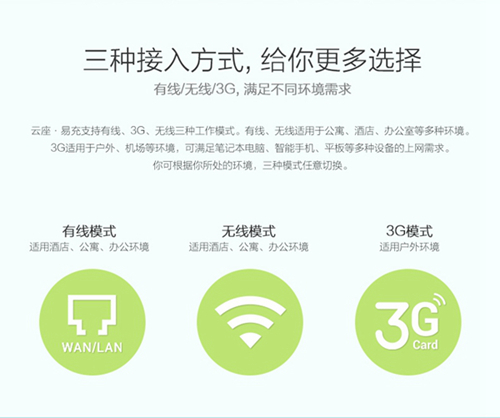 三种接入方式, 给你更多选择
有线/无线/3G, 满足不同环境需求
云座·易充支持有线、3G、无线三种工作模式。有线、无线适用于公寓、酒店、办公室等多种环境。
3G适用于户外、机场等环境，可满足笔记本电脑、智能手机、平板等多种设备的上网需求。
你可根据你所处的环境，三种模式任意切换。
有线模式
适用酒店、公寓、办公环境
WAN/LAN
无线模式
适用酒店、公寓、办公环境
3G模式
适用户外环境
3G
Card